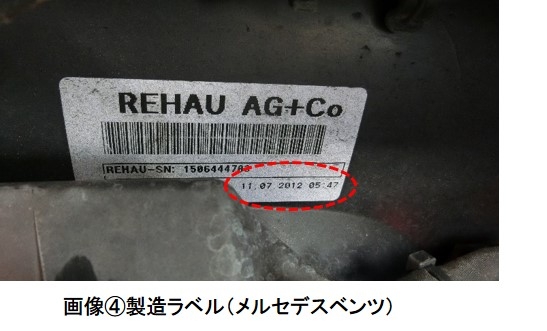 REHAU AG+Co
REHAU-SN: 1506444763
11.07 2012 05:47
画像④製造ラベル（メルセデスベンツ）